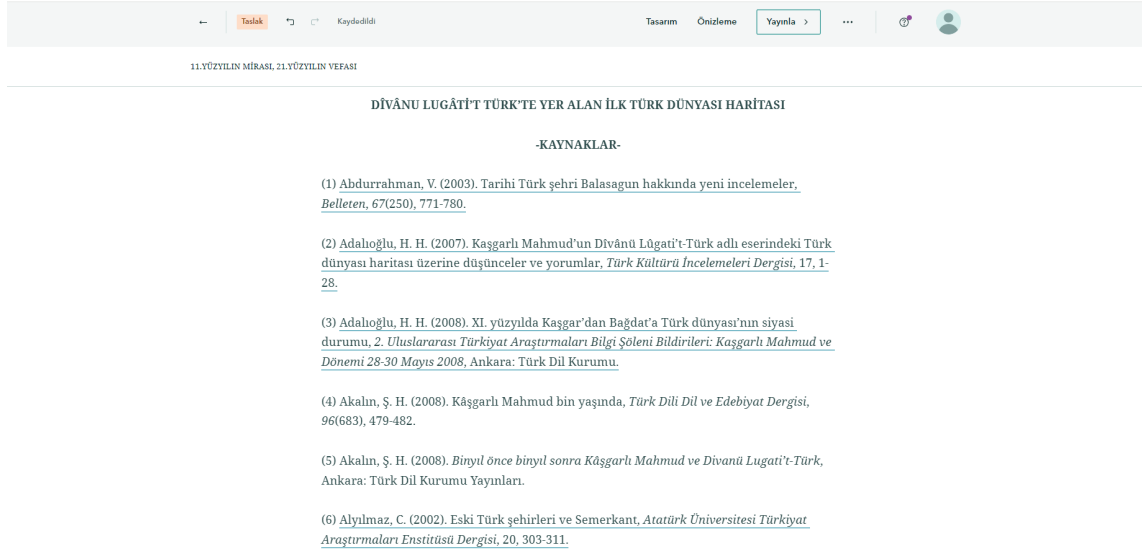 Taslak
Kaydedildi
Tasarım
Önizleme
Yayınla
11.YÜZYILIN MİRASI, 21.YÜZYILIN VEFASI
DÎVÂNU LUGÂTİ’T TÜRK’TE YER ALAN İLK TÜRK DÜNYASI HARİTASI
-KAYNAKLAR-
(1) Abdurrahman, V. (2003). Tarihi Türk şehri Balasagun hakkında yeni incelemeler,
Belleten, 67(250), 771-780.
(2) Adalıoğlu, H. H. (2007). Kaşgarlı Mahmud’un Dîvânü Lûgati’t-Türk adlı eserindeki Türk
dünyası haritası üzerine düşünceler ve yorumlar, Türk Kültürü İncelemeleri Dergisi, 17, 1-
28.
(3) Adalıoğlu, H. H. (2008). XI. yüzyılda Kaşgar’dan Bağdat’a Türk dünyası’nın siyasi
durumu, 2. Uluslararası Türkiyat Araştırmaları Bilgi Şöleni Bildirileri: Kaşgarlı Mahmud ve
Dönemi 28-30 Mayıs 2008, Ankara: Türk Dil Kurumu.
(4) Akalın, Ş. H. (2008). Kâşgarlı Mahmud bin yaşında, Türk Dili Dil ve Edebiyat Dergisi,
96(683), 479-482.
(5) Akalın, Ş. H. (2008). Binyıl önce binyıl sonra Kâşgarlı Mahmud ve Divanü Lugati’t-Türk,
Ankara: Türk Dil Kurumu Yayınları.
(6) Alyılmaz, C. (2002). Eski Türk şehirleri ve Semerkant, Atatürk Üniversitesi Türkiyat
Araştırmaları Enstitüsü Dergisi, 20, 303-311.